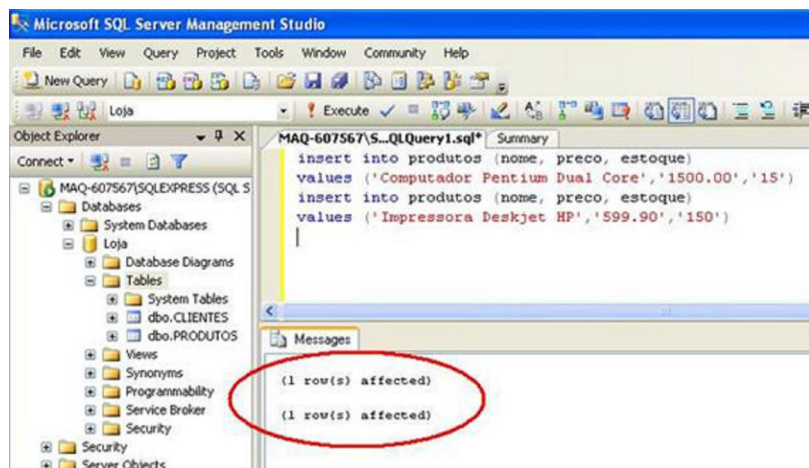 Microsoft SQL Server Management Studio
File Edit View Query Project Tools Window Community Help
New Query
Loja Execute
Object Explorer
Connect
MAQ-607567\SQLEXPRESS (SQL S
Databases
System Databases
Loja
Database Diagrams
Tables
System Tables
dbo.CLIENTES
dbo.PRODUTOS
Views
Synonyms
Programmability
Service Broker
Security
Security
Server Objects
MAQ-607567\S...QLQuery1.sql* Summary
insert into produtos (nome, preco, estoque)
values ('Computador Pentium Dual Core','1500.00','15')
insert into produtos (nome, preco, estoque)
values ('Impressora Deskjet HP','599.90','150')
Messages
(1 row(s) affected)
(1 row(s) affected)